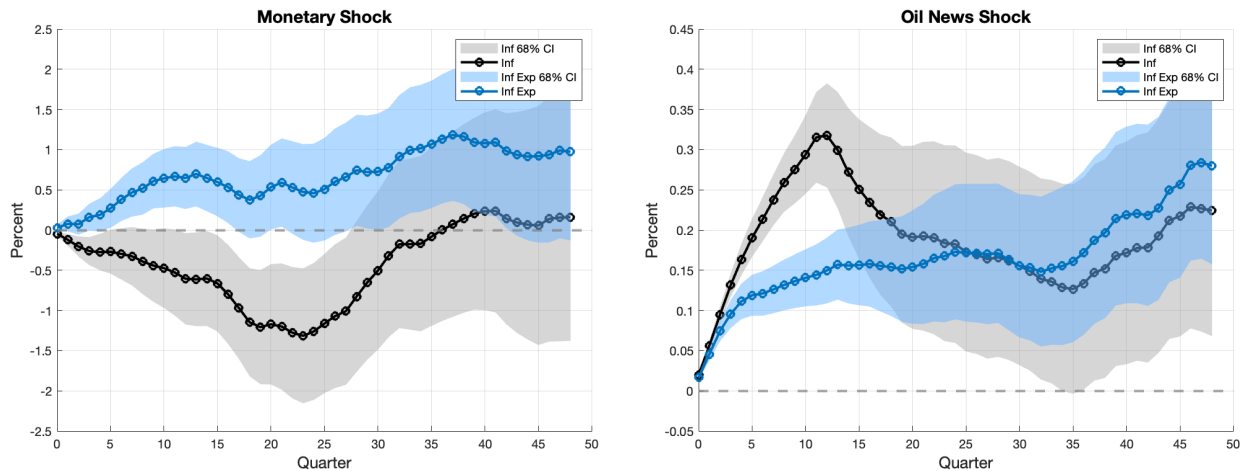 Monetary Shock
2.5
2
1.5
1
0.5
0
-0.5
-1
-1.5
-2
-2.5
Percent
0 5 10 15 20 25 30 35 40 45 50
Quarter
Inf 68% CI
Inf
Inf Exp 68% CI
Inf Exp
Oil News Shock
0.45
0.4
0.35
0.3
0.25
0.2
0.15
0.1
0.05
0
-0.05
Percent
0 5 10 15 20 25 30 35 40 45 50
Quarter
Inf 68% CI
Inf
Inf Exp 68% CI
Inf Exp